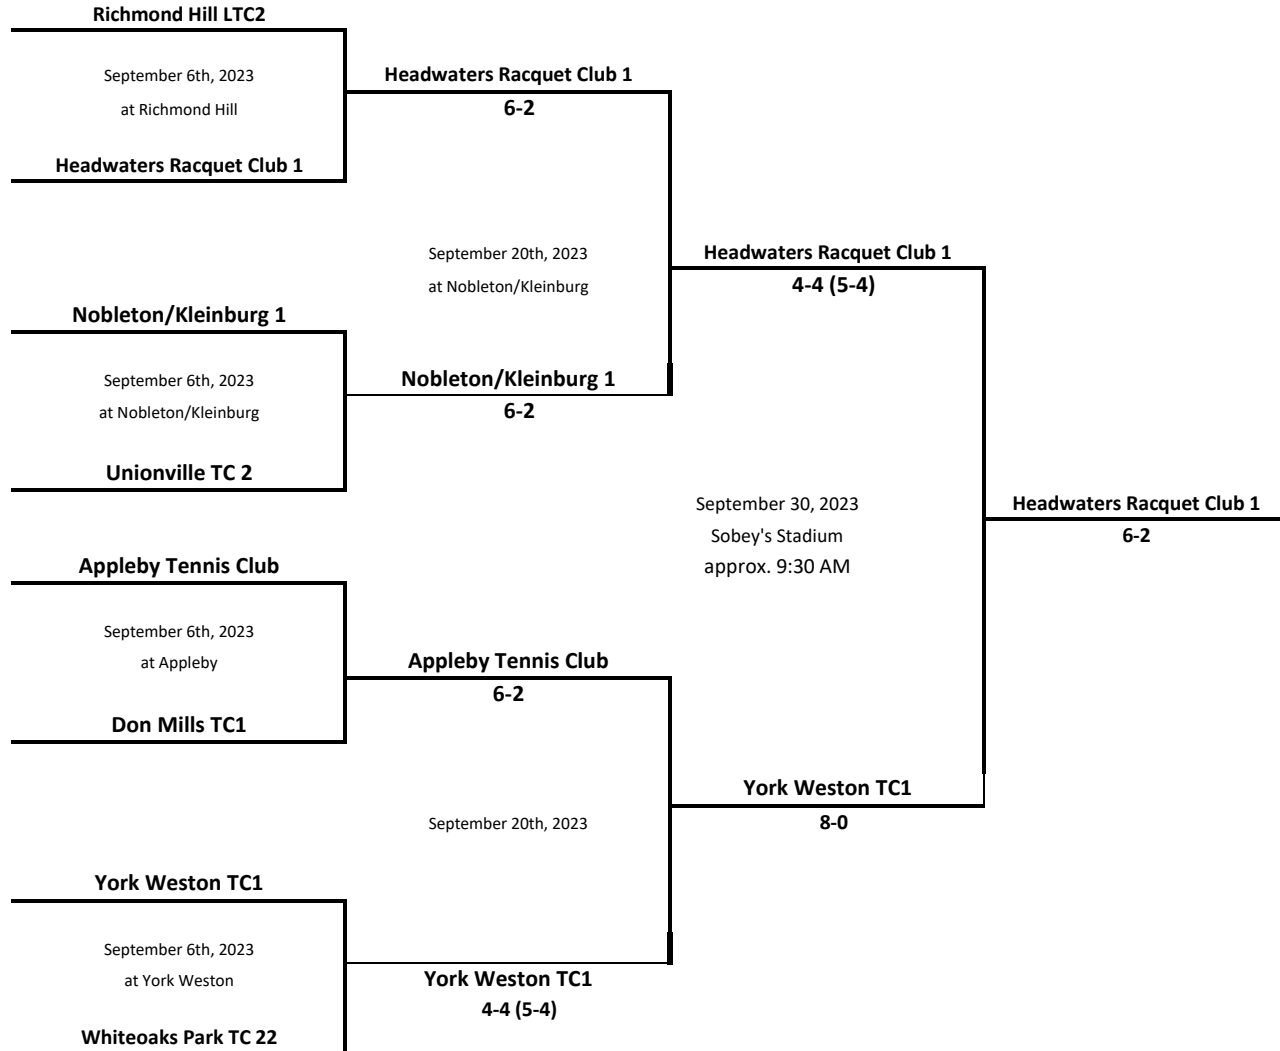 Richmond Hill LTC2
September 6th, 2023
at Richmond Hill
Headwaters Racquet Club 1
Headwaters Racquet Club 1
6-2
September 20th, 2023
at Nobleton/Kleinburg
Headwaters Racquet Club 1
4-4 (5-4)
Nobleton/Kleinburg 1
September 6th, 2023
at Nobleton/Kleinburg
Unionville TC 2
Nobleton/Kleinburg 1
6-2
September 30, 2023
Sobey's Stadium
approx. 9:30 AM
Headwaters Racquet Club 1
6-2
Appleby Tennis Club
September 6th, 2023
at Appleby
Don Mills TC1
Appleby Tennis Club
6-2
September 20th, 2023
York Weston TC1
8-0
York Weston TC1
September 6th, 2023
at York Weston
Whiteoaks Park TC 22
York Weston TC1
4-4 (5-4)